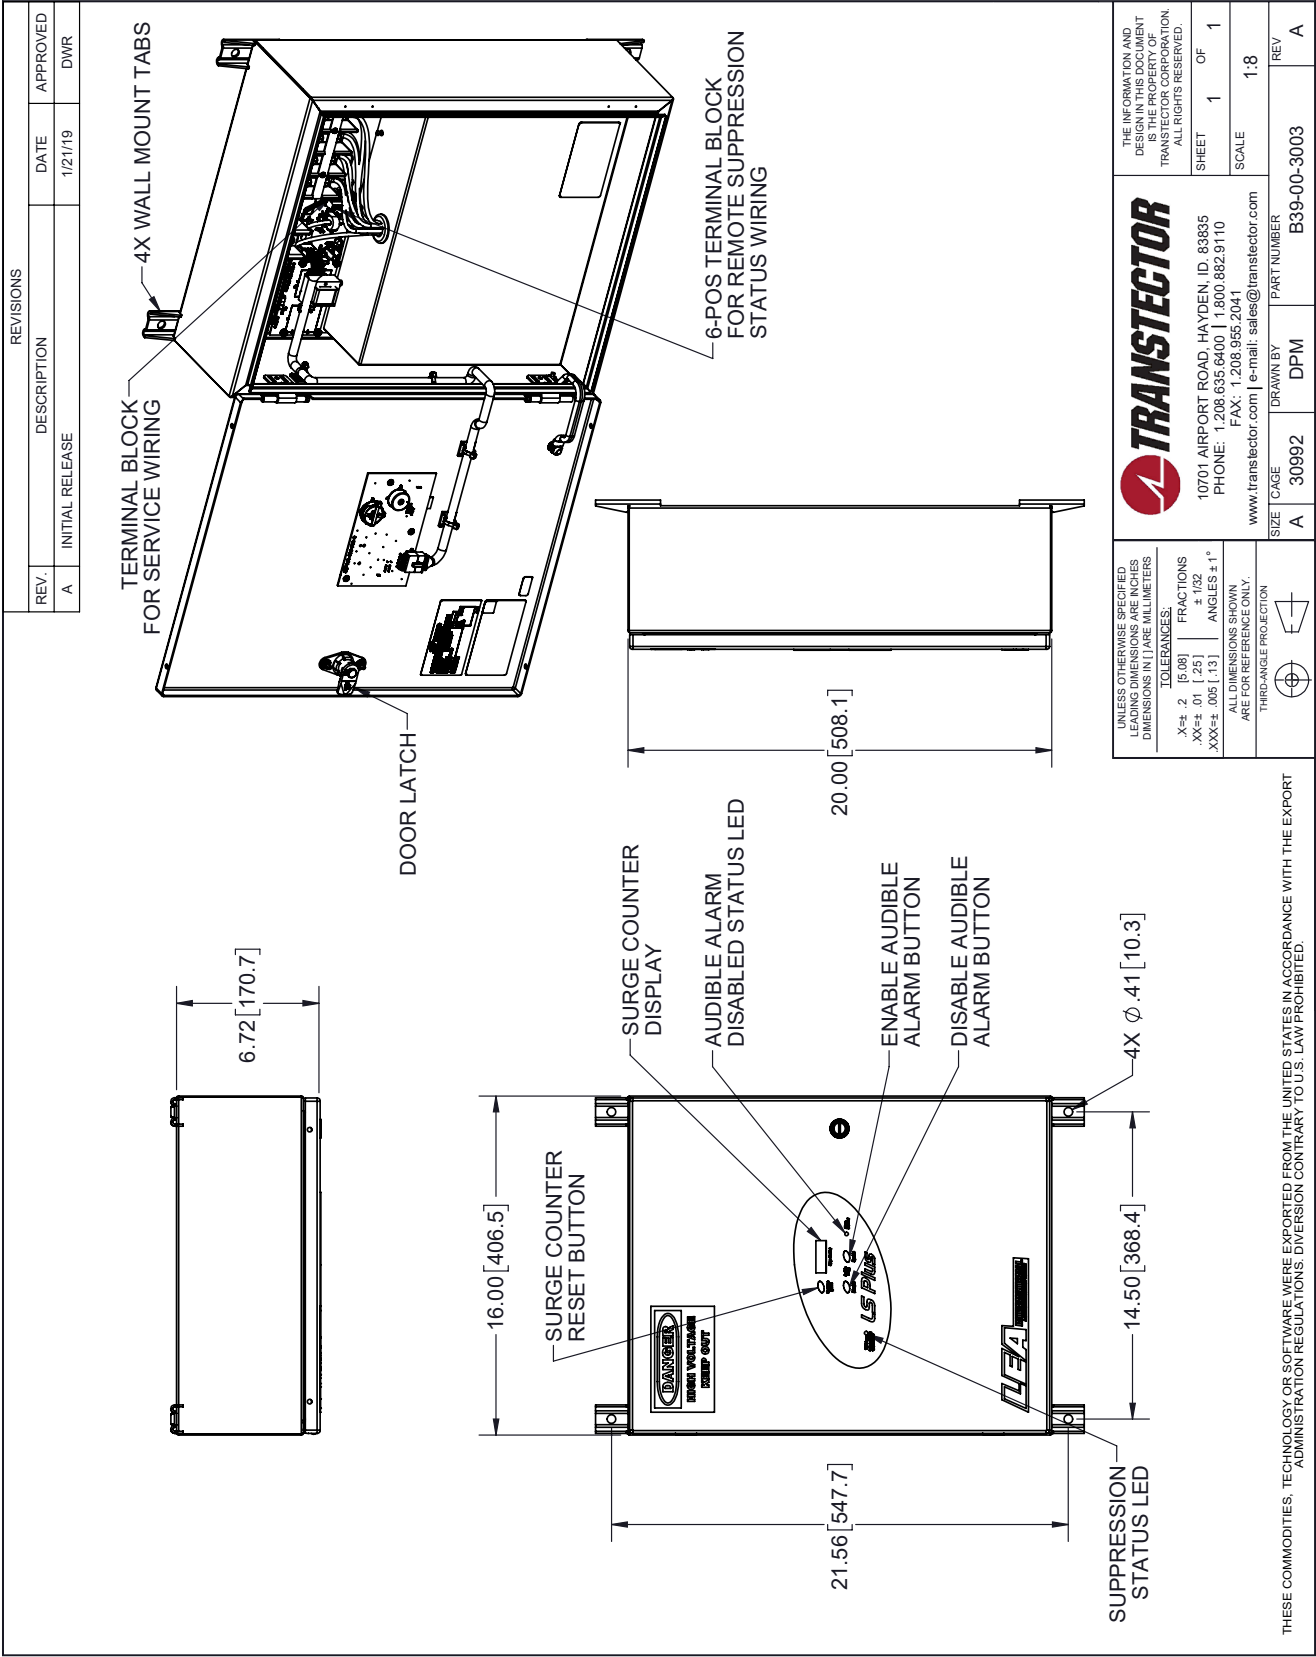 REVISIONS
REV. DESCRIPTION DATE APPROVED
A INITIAL RELEASE 1/21/19 DWR
6.72 [170.7]
TERMINAL BLOCK
FOR SERVICE WIRING
4X WALL MOUNT TABS
DOOR LATCH
6-POS TERMINAL BLOCK
FOR REMOTE SUPPRESSION
STATUS WIRING
16.00 [406.5]
SURGE COUNTER
RESET BUTTON
SURGE COUNTER
DISPLAY
AUDIBLE ALARM
DISABLED STATUS LED
ENABLE AUDIBLE
ALARM BUTTON
DISABLE AUDIBLE
ALARM BUTTON
DANGER
HIGH VOLTAGE
KEEP OUT
LS Plus
LEA
21.56 [547.7]
20.00 [508.1]
14.50 [368.4]
4X ⌀ .41 [10.3]
SUPPRESSION
STATUS LED
UNLESS OTHERWISE SPECIFIED
LEADING DIMENSIONS ARE INCHES
DIMENSIONS IN [ ] ARE MILLIMETERS
TOLERANCES:
.X=± .2 [5.08] FRACTIONS
.XX=± .01 [.25] ± 1/32
.XXX=± .005 [.13] ANGLES ± 1°
ALL DIMENSIONS SHOWN
ARE FOR REFERENCE ONLY.
THIRD-ANGLE PROJECTION
TRANSTECTOR
10701 AIRPORT ROAD, HAYDEN, ID. 83835
PHONE: 1.208.635.6400 | 1.800.882.9110
FAX: 1.208.955.2041
www.transtector.com | e-mail: sales@transtector.com
THE INFORMATION AND
DESIGN IN THIS DOCUMENT
IS THE PROPERTY OF
TRANSTECTOR CORPORATION.
ALL RIGHTS RESERVED.
SHEET 1 OF 1
SCALE 1:8
SIZE A
CAGE 30992
DRAWN BY DPM
PART NUMBER B39-00-3003
REV A
THESE COMMODITIES, TECHNOLOGY OR SOFTWARE WERE EXPORTED FROM THE UNITED STATES IN ACCORDANCE WITH THE EXPORT
ADMINISTRATION REGULATIONS. DIVERSION CONTRARY TO U.S. LAW PROHIBITED.